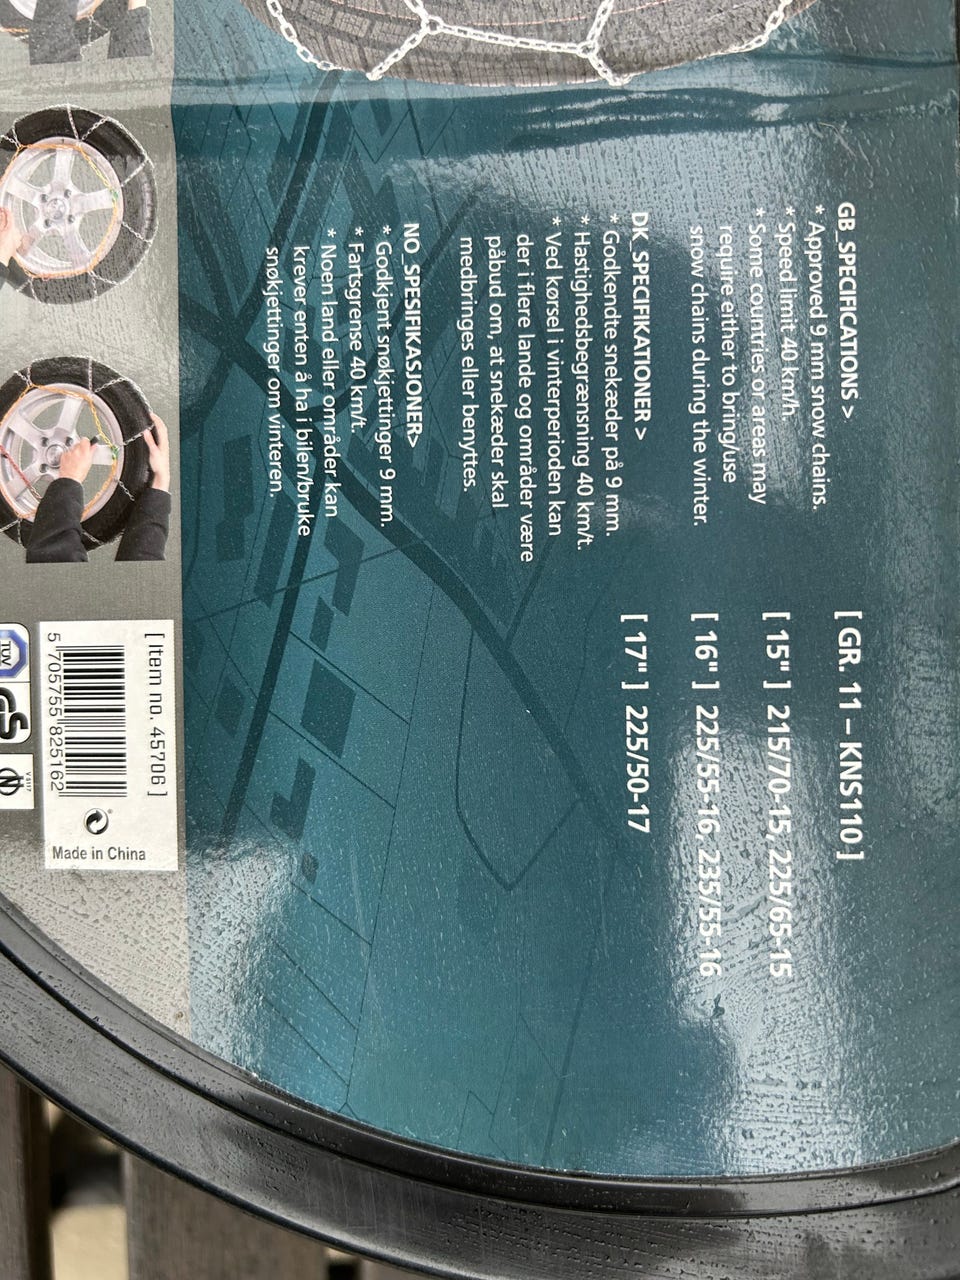 GB_SPECIFICATIONS >
* Approved 9 mm snow chains.
* Speed limit 40 km/h.
* Some countries or areas may
require either to bring/use
snow chains during the winter.
DK_SPECIFIKATIONER >
* Godkendte snekæder på 9 mm.
* Hastighedsbegrænsning 40 km/t.
* Ved kørsel i vinterperioden kan
der i flere lande og områder være
påbud om, at snekæder skal
medbringes eller benyttes.
NO_SPESIFIKASJONER>
* Godkjent snøkjettinger 9 mm.
* Fartsgrense 40 km/t.
* Noen land eller områder kan
krever enten å ha i bilen/bruke
snøkjettinger om vinteren.
[ GR. 11 – KNS110 ]
[ 15" ] 215/70-15, 225/65-15
[ 16" ] 225/55-16, 235/55-16
[ 17" ] 225/50-17
[ Item no. 45706 ]
5 705755 825162
Made in China
TUV
GS
V5117